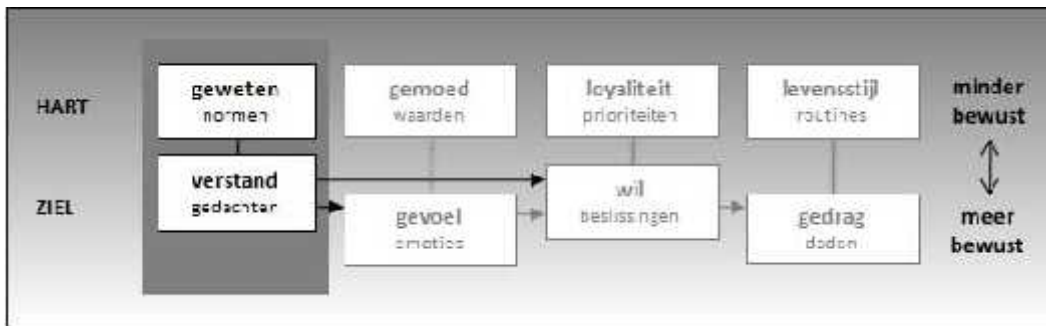 HART
geweten
normen
gemoed
waarden
loyaliteit
prioriteiten
levensstijl
routines
minder
bewust
ZIEL
verstand
gedachten
gevoel
emoties
wil
beslissingen
gedrag
daden
meer
bewust